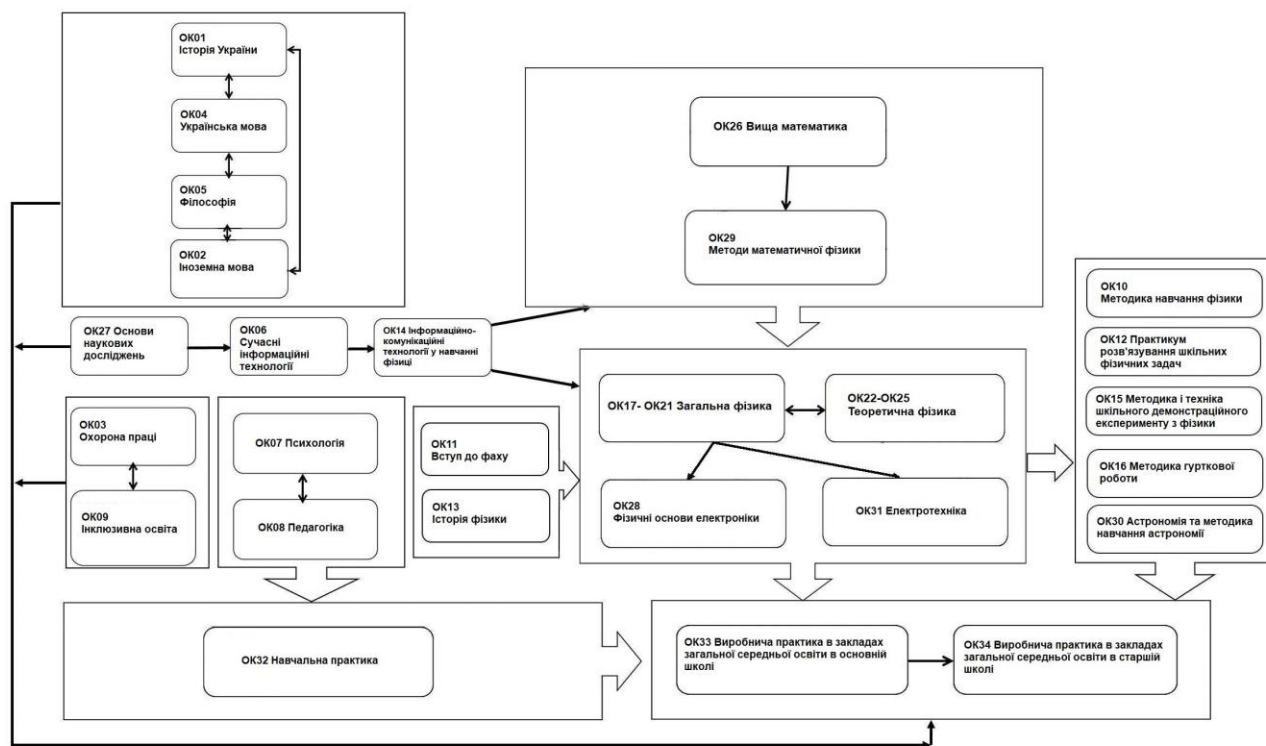 ОК01
Історія України
ОК04
Українська мова
ОК05
Філософія
ОК02
Іноземна мова
ОК26 Вища математика
ОК29
Методи математичної фізики
ОК27 Основи
наукових
досліджень
ОК06
Сучасні
інформаційні
технології
ОК14 Інформаційно-
комунікаційні
технології у навчанні
фізиці
ОК03
Охорона праці
ОК09
Інклюзивна освіта
ОК07 Психологія
ОК08 Педагогіка
ОК11
Вступ до фаху
ОК13
Історія фізики
ОК17- ОК21 Загальна фізика
ОК22-ОК25
Теоретична фізика
ОК28
Фізичні основи електроніки
ОК31 Електротехніка
ОК10
Методика навчання фізики
ОК12 Практикум
розв'язування шкільних
фізичних задач
ОК15 Методика і техніка
шкільного демонстраційного
експерименту з фізики
ОК16 Методика гурткової
роботи
ОК30 Астрономія та методика
навчання астрономії
ОК32 Навчальна практика
ОК33 Виробнича практика в закладах
загальної середньої освіти в основній
школі
ОК34 Виробнича практика в закладах
загальної середньої освіти в старшій
школі